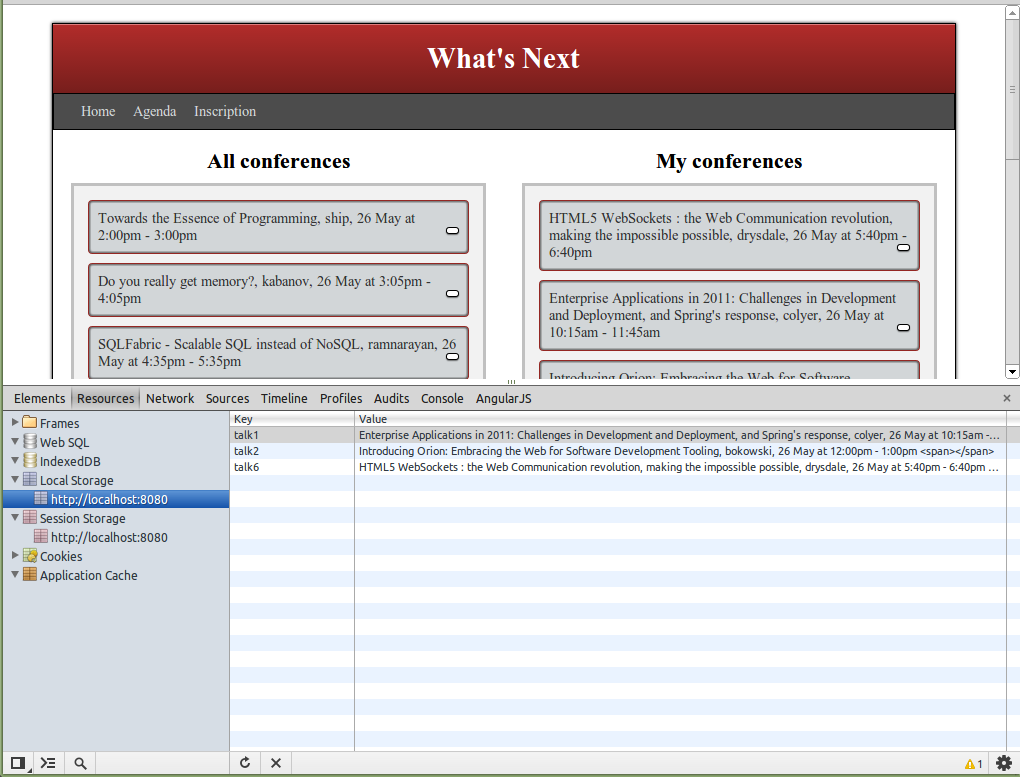 What's Next
Home Agenda Inscription
All conferences
Towards the Essence of Programming, ship, 26 May at
2:00pm - 3:00pm
Do you really get memory?, kabanov, 26 May at 3:05pm -
4:05pm
SQLFabric - Scalable SQL instead of NoSQL, ramnarayan, 26
May at 4:35pm - 5:35pm
My conferences
HTML5 WebSockets : the Web Communication revolution,
making the impossible possible, drysdale, 26 May at 5:40pm -
6:40pm
Enterprise Applications in 2011: Challenges in Development
and Deployment, and Spring's response, colyer, 26 May at
10:15am - 11:45am
Introducing Orion: Embracing the Web for Software
Elements Resources Network Sources Timeline Profiles Audits Console AngularJS
Frames
Web SQL
IndexedDB
Local Storage
http://localhost:8080
Session Storage
http://localhost:8080
Cookies
Application Cache
Key Value
talk1 Enterprise Applications in 2011: Challenges in Development and Deployment, and Spring's response, colyer, 26 May at 10:15am -...
talk2 Introducing Orion: Embracing the Web for Software Development Tooling, bokowski, 26 May at 12:00pm - 1:00pm <span></span>
talk6 HTML5 WebSockets : the Web Communication revolution, making the impossible possible, drysdale, 26 May at 5:40pm - 6:40pm ...
1